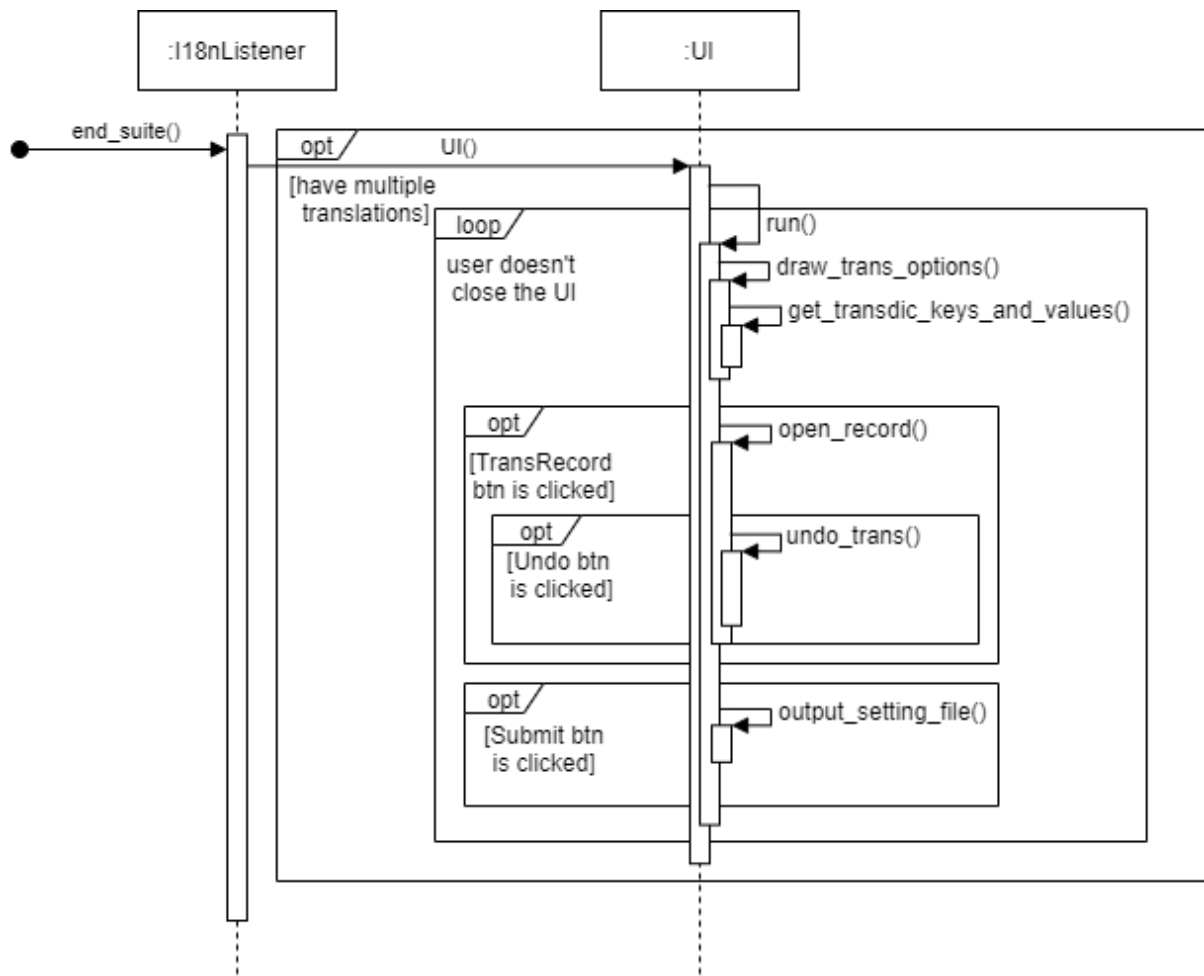 :I18nListener
:UI
end_suite()
opt
UI()
[have multiple
translations]
loop
run()
user doesn't
close the UI
draw_trans_options()
get_transdic_keys_and_values()
opt
open_record()
[TransRecord
btn is clicked]
opt
undo_trans()
[Undo btn
is clicked]
opt
output_setting_file()
[Submit btn
is clicked]